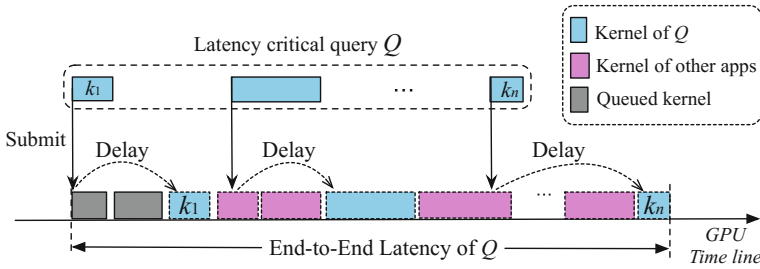 Latency critical query Q
Kernel of Q
Kernel of other apps
Queued kernel
k1
...
kn
Submit
Delay
Delay
Delay
k1
...
kn
End-to-End Latency of Q
GPU
Time line